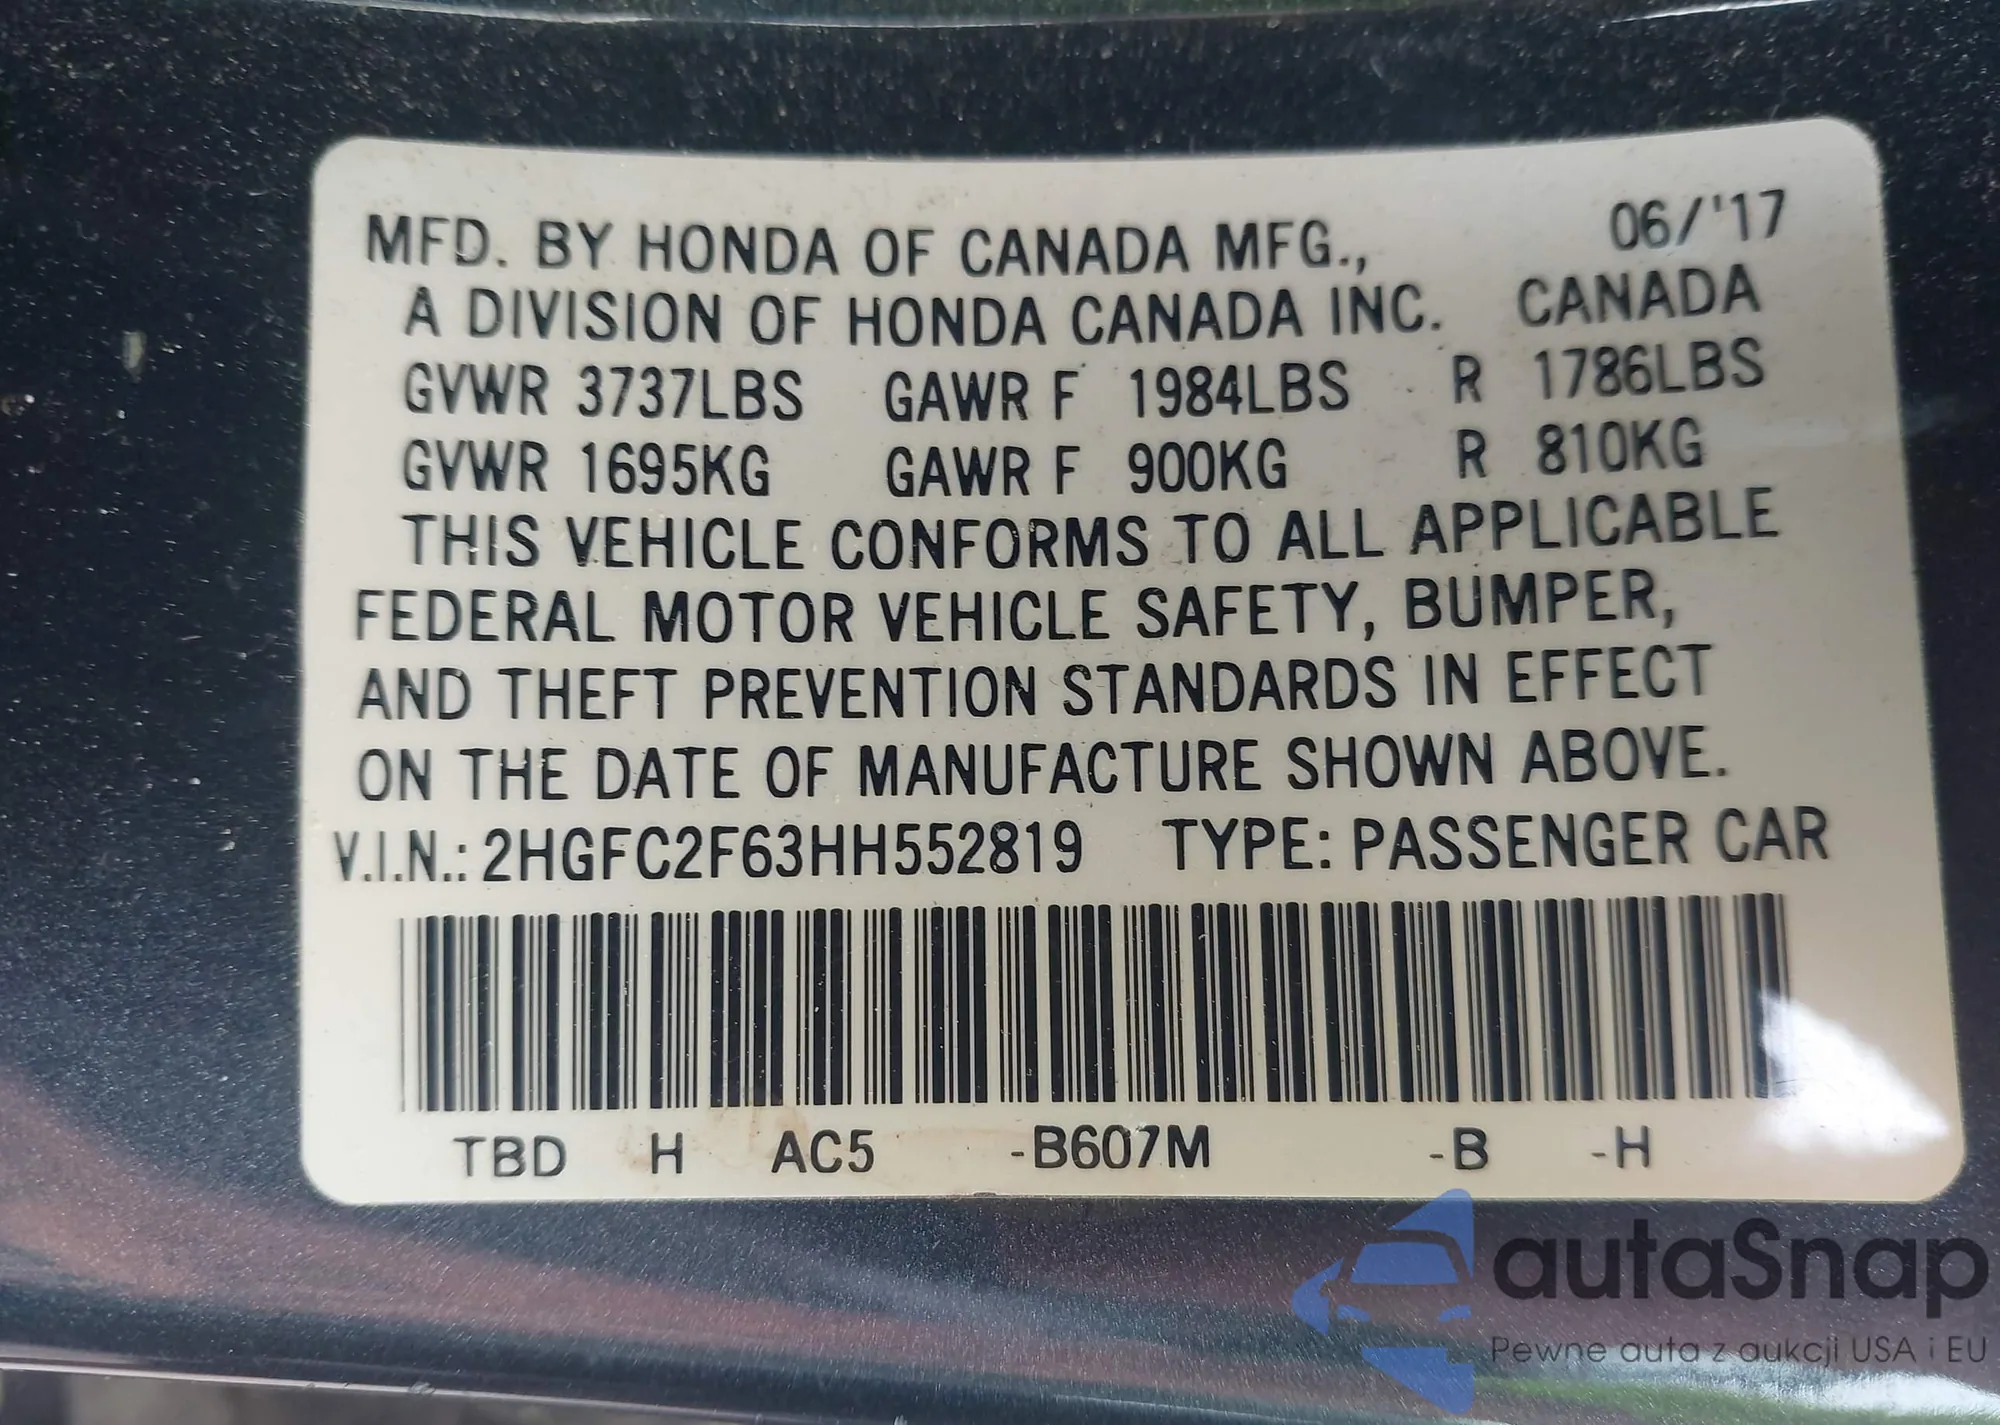 MFD. BY HONDA OF CANADA MFG., 06/'17
A DIVISION OF HONDA CANADA INC. CANADA
GVWR 3737LBS GAWR F 1984LBS R 1786LBS
GVWR 1695KG GAWR F 900KG R 810KG
THIS VEHICLE CONFORMS TO ALL APPLICABLE
FEDERAL MOTOR VEHICLE SAFETY, BUMPER,
AND THEFT PREVENTION STANDARDS IN EFFECT
ON THE DATE OF MANUFACTURE SHOWN ABOVE.
V.I.N.: 2HGFC2F63HH552819 TYPE: PASSENGER CAR
TBD H AC5 -B607M -B -H
autaSnap
Pewne auta z aukcji USA i EU